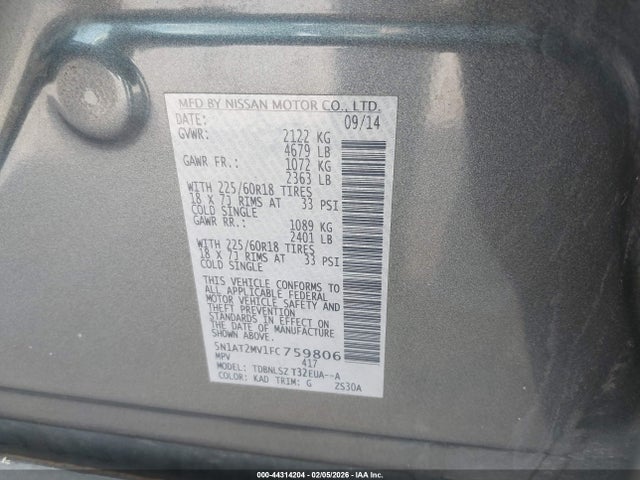 MFD BY NISSAN MOTOR CO., LTD.
DATE: 09/14
GVWR: 2122 KG
4679 LB
GAWR FR.: 1072 KG
2363 LB
WITH 225/60R18 TIRES
18 X 7J RIMS AT 33 PSI
COLD SINGLE
GAWR RR.: 1089 KG
2401 LB
WITH 225/60R18 TIRES
18 X 7J RIMS AT 33 PSI
COLD SINGLE
THIS VEHICLE CONFORMS TO
ALL APPLICABLE FEDERAL
MOTOR VEHICLE SAFETY AND
THEFT PREVENTION
STANDARDS IN EFFECT ON
THE DATE OF MANUFACTURE
SHOWN ABOVE.
5N1AT2MV1FC759806
MPV 417
MODEL: TDBNLSZ T32EUA--A
COLOR: KAD TRIM: G ZS30A
000-44314204 - 02/05/2026 - IAA Inc.